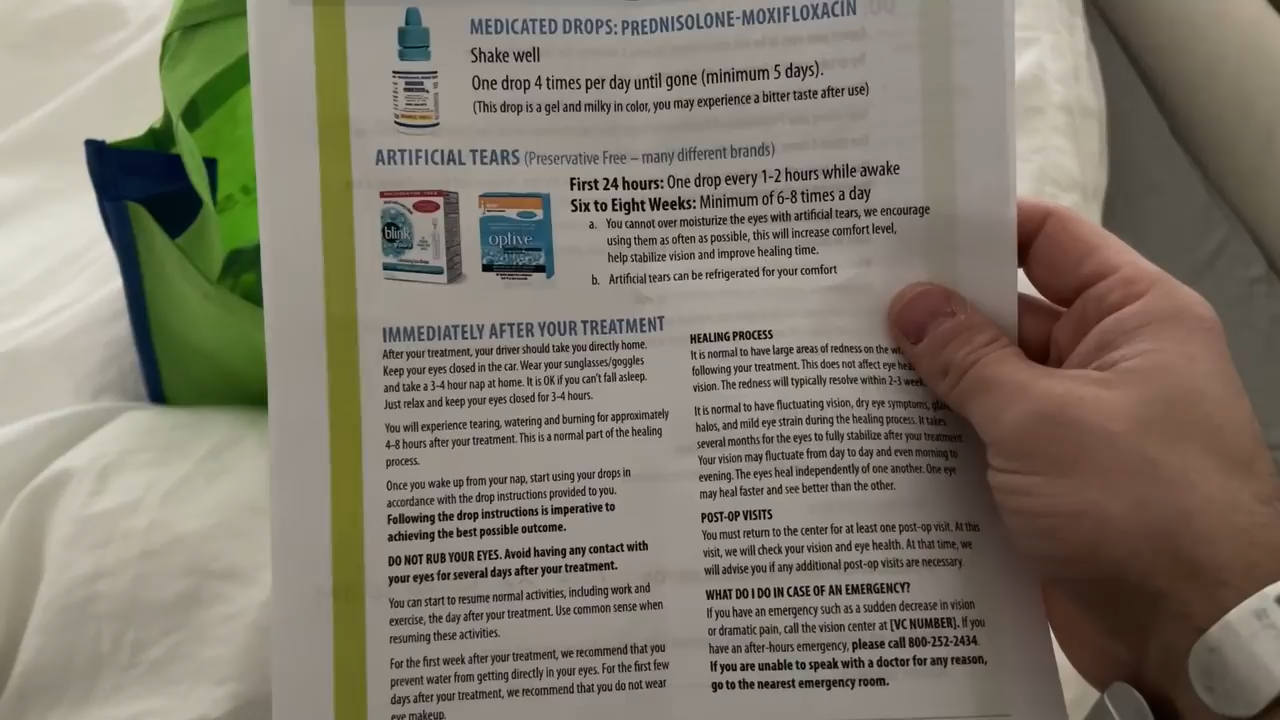 MEDICATED DROPS: PREDNISOLONE-MOXIFLOXACIN
Shake well
One drop 4 times per day until gone (minimum 5 days).
(This drop is a gel and milky in color, you may experience a bitter taste after use)
ARTIFICIAL TEARS (Preservative Free – many different brands)
First 24 hours: One drop every 1-2 hours while awake
Six to Eight Weeks: Minimum of 6-8 times a day
a. You cannot over moisturize the eyes with artificial tears, we encourage
using them as often as possible, this will increase comfort level,
help stabilize vision and improve healing time.
b. Artificial tears can be refrigerated for your comfort
blink
optive
IMMEDIATELY AFTER YOUR TREATMENT
After your treatment, your driver should take you directly home.
Keep your eyes closed in the car. Wear your sunglasses/goggles
and take a 3-4 hour nap at home. It is OK if you can't fall asleep.
Just relax and keep your eyes closed for 3-4 hours.
You will experience tearing, watering and burning for approximately
4-8 hours after your treatment. This is a normal part of the healing
process.
Once you wake up from your nap, start using your drops in
accordance with the drop instructions provided to you.
Following the drop instructions is imperative to
achieving the best possible outcome.
DO NOT RUB YOUR EYES. Avoid having any contact with
your eyes for several days after your treatment.
You can start to resume normal activities, including work and
exercise, the day after your treatment. Use common sense when
resuming these activities.
For the first week after your treatment, we recommend that you
prevent water from getting directly in your eyes. For the first few
days after your treatment, we recommend that you do not wear
eye makeup.
HEALING PROCESS
It is normal to have large areas of redness on the
following your treatment. This does not affect eye
vision. The redness will typically resolve within 2-3
It is normal to have fluctuating vision, dry eye symptoms,
halos, and mild eye strain during the healing process. It takes
several months for the eyes to fully stabilize after your treatment.
Your vision may fluctuate from day to day and even morning to
evening. The eyes heal independently of one another. One eye
may heal faster and see better than the other.
POST-OP VISITS
You must return to the center for at least one post-op visit. At this
visit, we will check your vision and eye health. At that time, we
will advise you if any additional post-op visits are necessary.
WHAT DO I DO IN CASE OF AN EMERGENCY?
If you have an emergency such as a sudden decrease in vision
or dramatic pain, call the vision center at [VC NUMBER]. If you
have an after-hours emergency, please call 800-252-2434.
If you are unable to speak with a doctor for any reason,
go to the nearest emergency room.